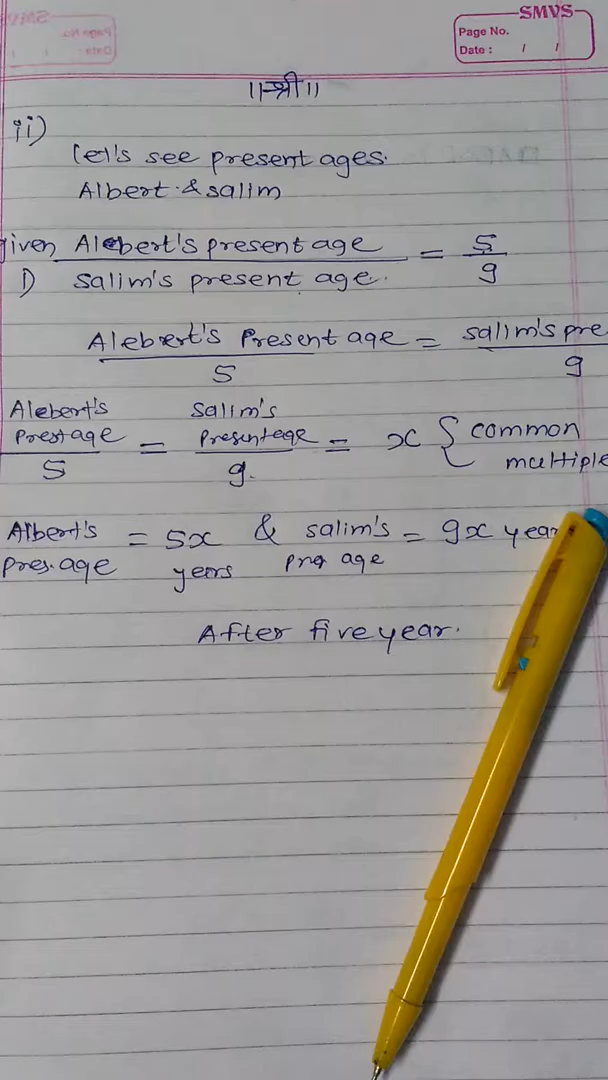 SMVS
Page No.
Date : / /
॥श्री॥
ii) Let's see present ages.
Albert & salim
given Alebert's present age = 5
1) salim's present age. 9
Alebert's Present age = salim's pre
5 9
Alebert's salim's
Prestage = Presentage = x { common
5 9. multiple
Albert's = 5x & salim's = 9x year
Pres.age years pre age
After five year.